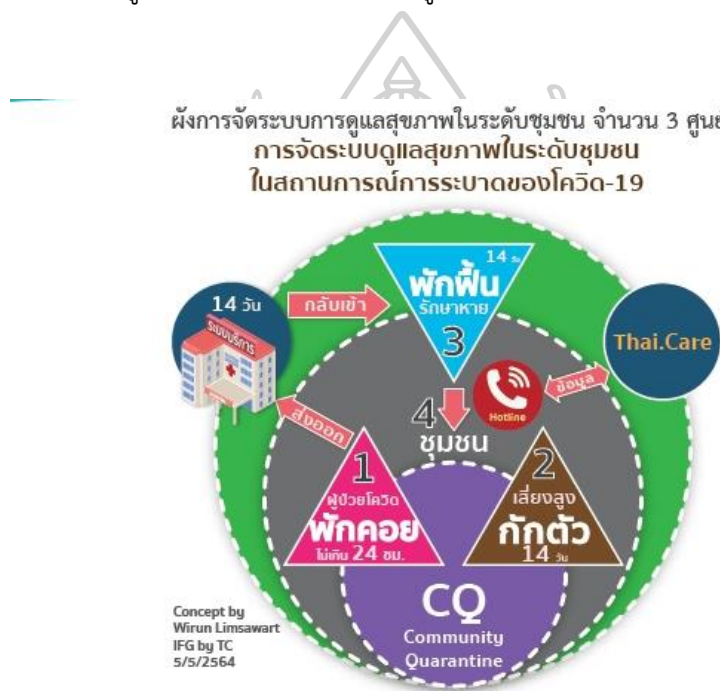 ผังการจัดระบบการดูแลสุขภาพในระดับชุมชน จำนวน 3
การจัดระบบดูแลสุขภาพในระดับชุมชน
ในสถานการณ์การระบาดของโควิด-19
14 วัน
พักฟื้น
รักษาหาย
3
14 วัน
ระบบบริการ
กลับเข้า
Thai.Care
Hotline
ข้อมูล
ส่งออก
4
ชุมชน
1
ผู้ป่วยโควิด
พักคอย
ไม่เกิน 24 ชม.
2
เสี่ยงสูง
กักตัว
14 วัน
CQ
Community
Quarantine
Concept by
Wirun Limsawart
IFG by TC
5/5/2564